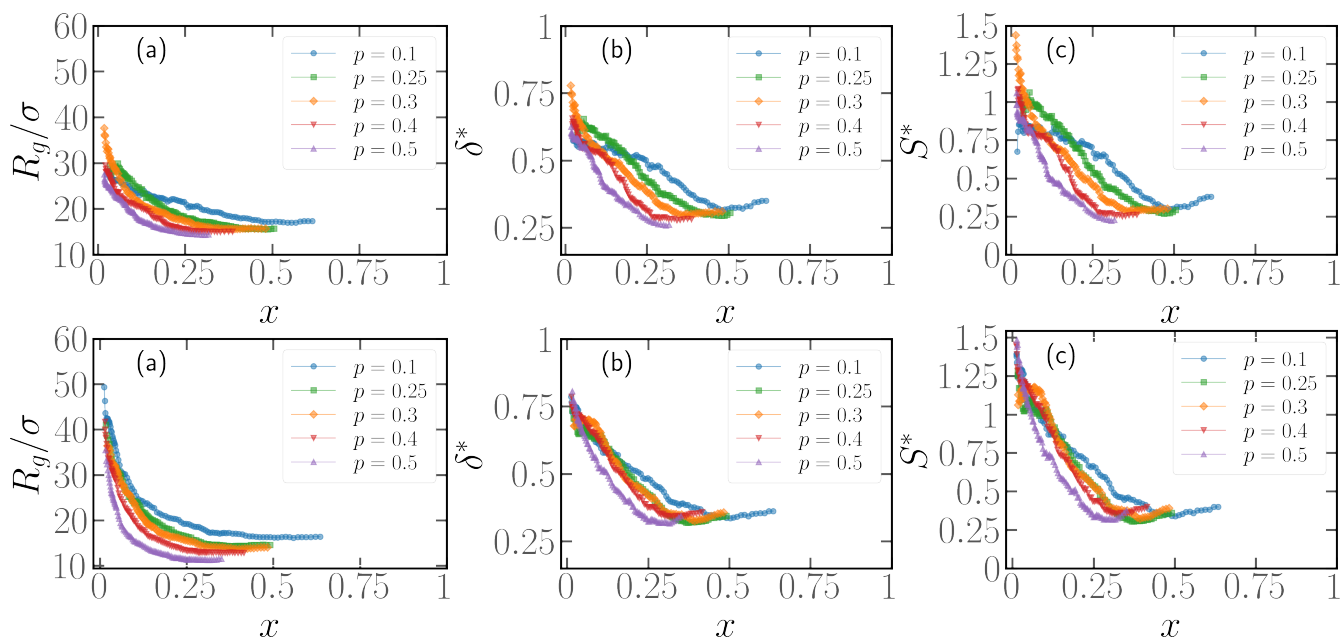 60
50
40
30
20
10
R_g/σ
(a)
p = 0.1
p = 0.25
p = 0.3
p = 0.4
p = 0.5
0 0.25 0.5 0.75 1
x
1
0.75
0.5
0.25
δ*
(b)
p = 0.1
p = 0.25
p = 0.3
p = 0.4
p = 0.5
0 0.25 0.5 0.75 1
x
1.5
1.25
1
0.75
0.5
0.25
0
S*
(c)
p = 0.1
p = 0.25
p = 0.3
p = 0.4
p = 0.5
0 0.25 0.5 0.75 1
x
60
50
40
30
20
10
R_g/σ
(a)
p = 0.1
p = 0.25
p = 0.3
p = 0.4
p = 0.5
0 0.25 0.5 0.75 1
x
1
0.75
0.5
0.25
δ*
(b)
p = 0.1
p = 0.25
p = 0.3
p = 0.4
p = 0.5
0 0.25 0.5 0.75 1
x
1.5
1.25
1
0.75
0.5
0.25
0
S*
(c)
p = 0.1
p = 0.25
p = 0.3
p = 0.4
p = 0.5
0 0.25 0.5 0.75 1
x